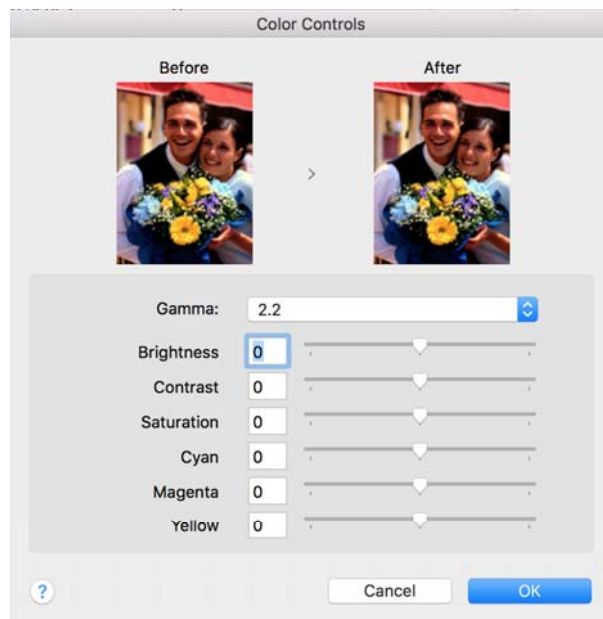 Color Controls
Before After
>
Gamma: 2.2
Brightness 0
Contrast 0
Saturation 0
Cyan 0
Magenta 0
Yellow 0
? Cancel OK